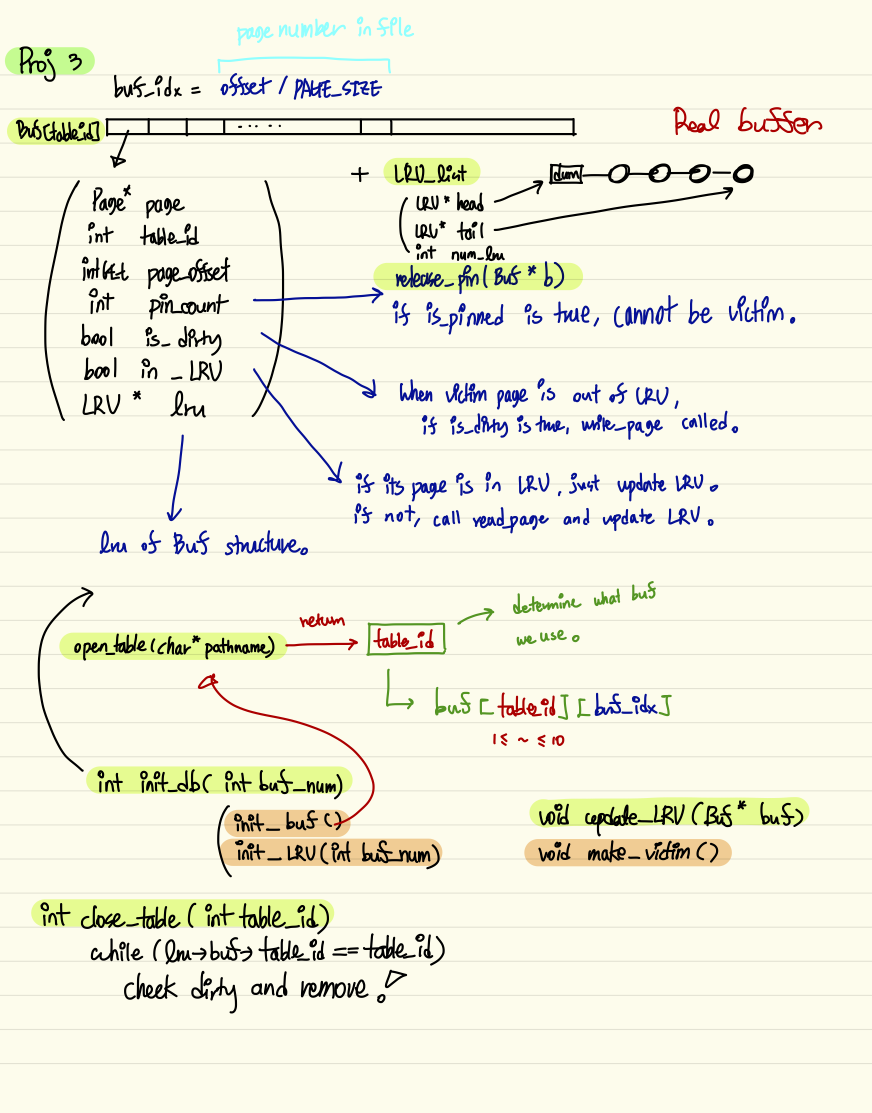 page number in file
Proj 3
buf_idx = offset / PAGE_SIZE
Buf[table_id]
....
Real buffer
+ LRU_list
dum
Page* page
int table_id
int64_t page_offset
int pin_count
bool is_dirty
bool in_LRU
LRU * lru
LRU* head
LRU* tail
int num_lru
release_pin(Buf * b)
if is_pinned is true, cannot be victim.
When victim page is out of LRU,
if is_dirty is true, write_page called.
if its page is in LRU, just update LRU.
if not, call read_page and update LRU.
lru of Buf structure.
open_table(char* pathname)
return
table_id
determine what buf
we use.
buf [table_id] [buf_idx]
1≤ ~ ≤10
int init_db( int buf_num)
init_buf()
init_LRU(int buf_num)
void update_LRU(Buf* buf)
void make_victim()
int close_table(int table_id)
while (lru→buf→table_id == table_id)
check dirty and remove!